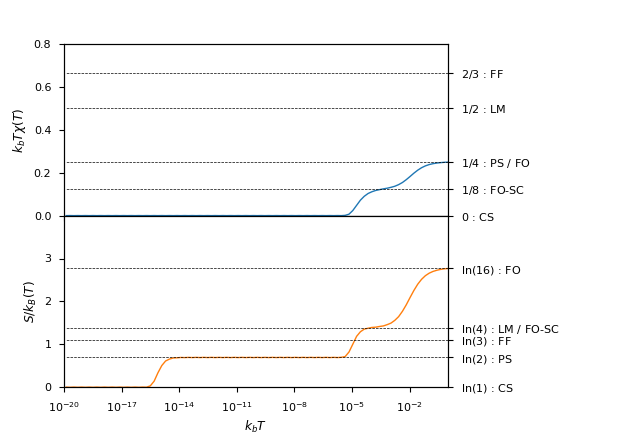 0.8
0.6
0.4
0.2
0.0
k_bTχ(T)
2/3 : FF
1/2 : LM
1/4 : PS / FO
1/8 : FO-SC
0 : CS
3
2
1
0
S/k_B(T)
ln(16) : FO
ln(4) : LM / FO-SC
ln(3) : FF
ln(2) : PS
ln(1) : CS
10^{-20} 10^{-17} 10^{-14} 10^{-11} 10^{-8} 10^{-5} 10^{-2}
k_bT